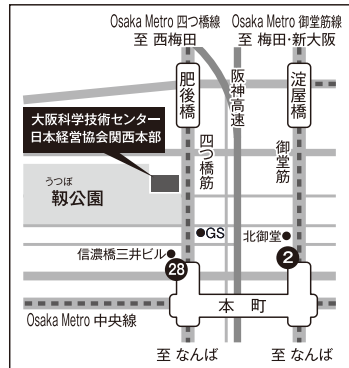 Osaka Metro 四つ橋線
至 西梅田
Osaka Metro 御堂筋線
至 梅田・新大阪
肥後橋
阪神高速
淀屋橋
大阪科学技術センター
日本経営協会関西本部
四つ橋筋
御堂筋
うつぼ
靱公園
GS
北御堂
信濃橋三井ビル
28
2
本 町
Osaka Metro 中央線
至 なんば
至 なんば